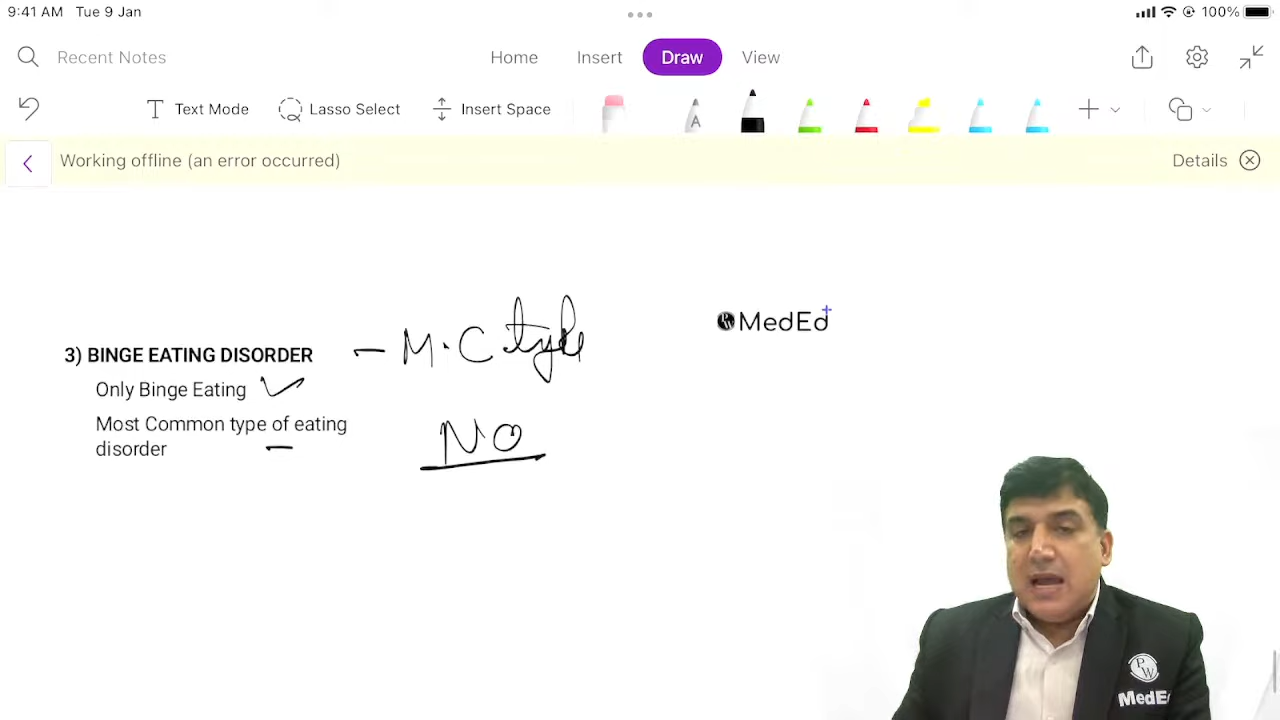 9:41 AM Tue 9 Jan
100%
Recent Notes
Home Insert Draw View
Text Mode Lasso Select Insert Space
A
Working offline (an error occurred)
Details
PW MedEd+
3) BINGE EATING DISORDER – M.C type
Only Binge Eating
Most Common type of eating
disorder
NO
PW
MedEd